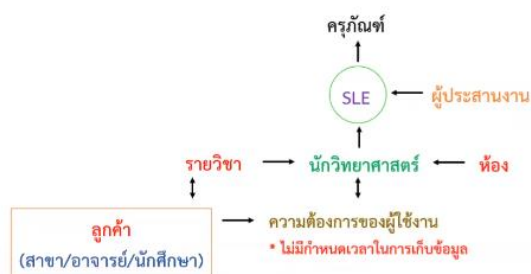 ครุภัณฑ์
SLE
ผู้ประสานงาน
รายวิชา
นักวิทยาศาสตร์
ห้อง
ลูกค้า
(สาขา/อาจารย์/นักศึกษา)
ความต้องการของผู้ใช้งาน
* ไม่มีกำหนดเวลาในการเก็บข้อมูล